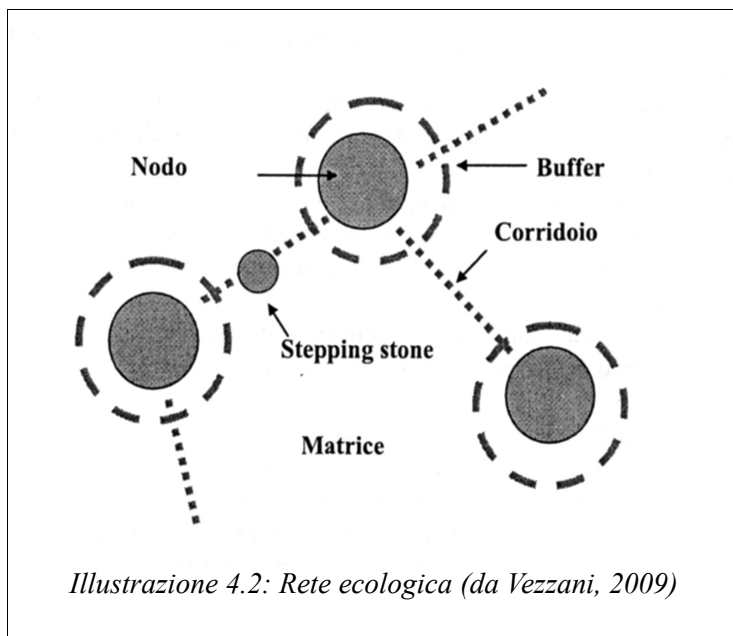 Nodo
Buffer
Corridoio
Stepping stone
Matrice
Illustrazione 4.2: Rete ecologica (da Vezzani, 2009)